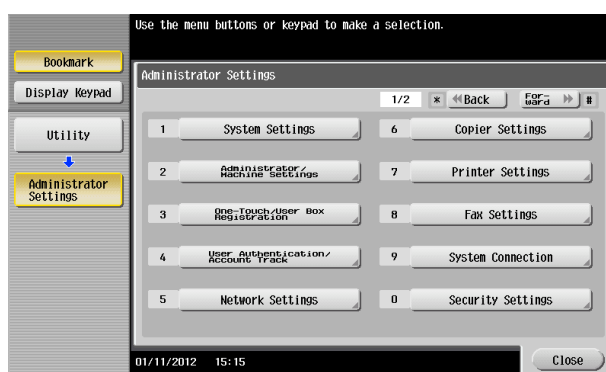 Use the menu buttons or keypad to make a selection.
Bookmark
Display Keypad
Utility
Administrator
Settings
Administrator Settings
1/2 * Back For-
ward #
1 System Settings
2 Administrator/
Machine Settings
3 One-Touch/User Box
Registration
4 User Authentication/
Account Track
5 Network Settings
6 Copier Settings
7 Printer Settings
8 Fax Settings
9 System Connection
0 Security Settings
01/11/2012 15:15
Close